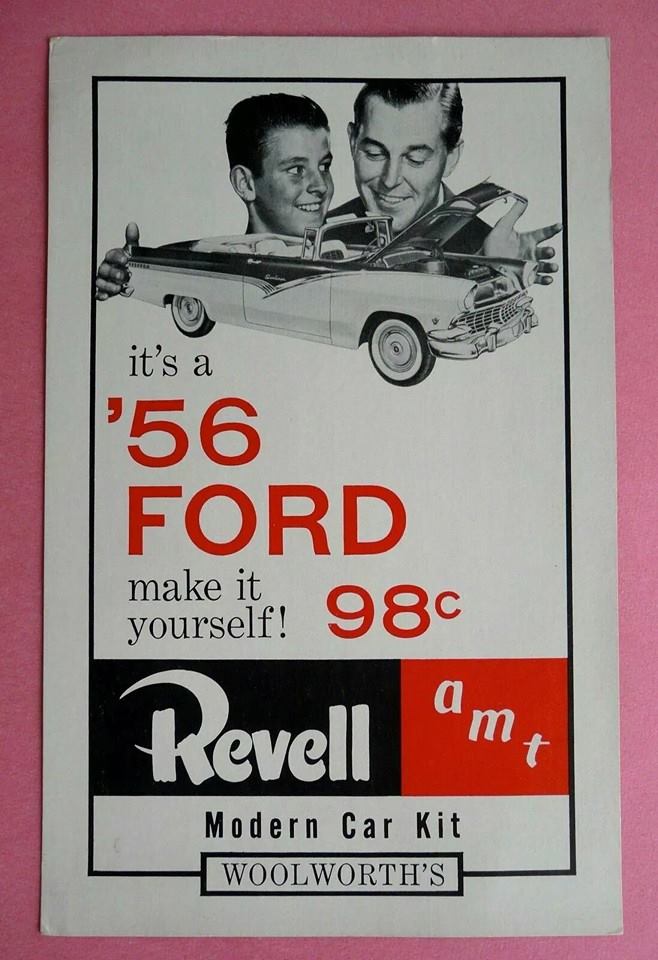 it's a
'56
FORD
make it
yourself! 98c
Revell amt
Modern Car Kit
WOOLWORTH'S